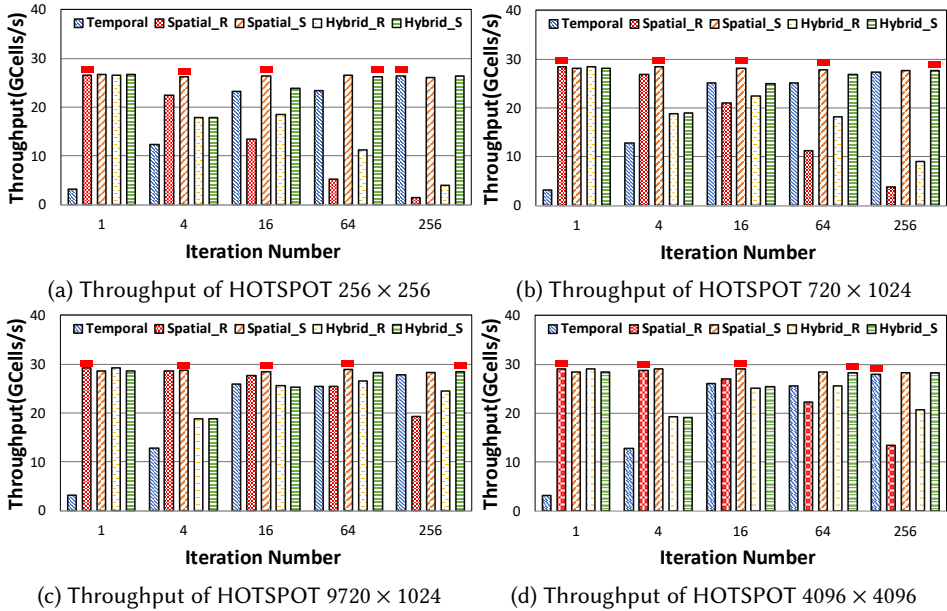 Temporal Spatial_R Spatial_S Hybrid_R Hybrid_S
Throughput(GCells/s)
40
30
20
10
0
1 4 16 64 256
Iteration Number
(a) Throughput of HOTSPOT 256 × 256
Temporal Spatial_R Spatial_S Hybrid_R Hybrid_S
Throughput(GCells/s)
40
30
20
10
0
1 4 16 64 256
Iteration Number
(b) Throughput of HOTSPOT 720 × 1024
Temporal Spatial_R Spatial_S Hybrid_R Hybrid_S
Throughput(GCells/s)
40
30
20
10
0
1 4 16 64 256
Iteration Number
(c) Throughput of HOTSPOT 9720 × 1024
Temporal Spatial_R Spatial_S Hybrid_R Hybrid_S
Throughput(GCells/s)
40
30
20
10
0
1 4 16 64 256
Iteration Number
(d) Throughput of HOTSPOT 4096 × 4096